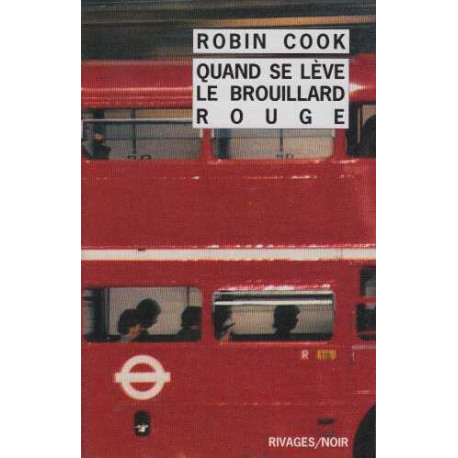 ROBIN COOK
QUAND SE LÈVE
LE BROUILLARD
ROUGE
R
RIVAGES/NOIR